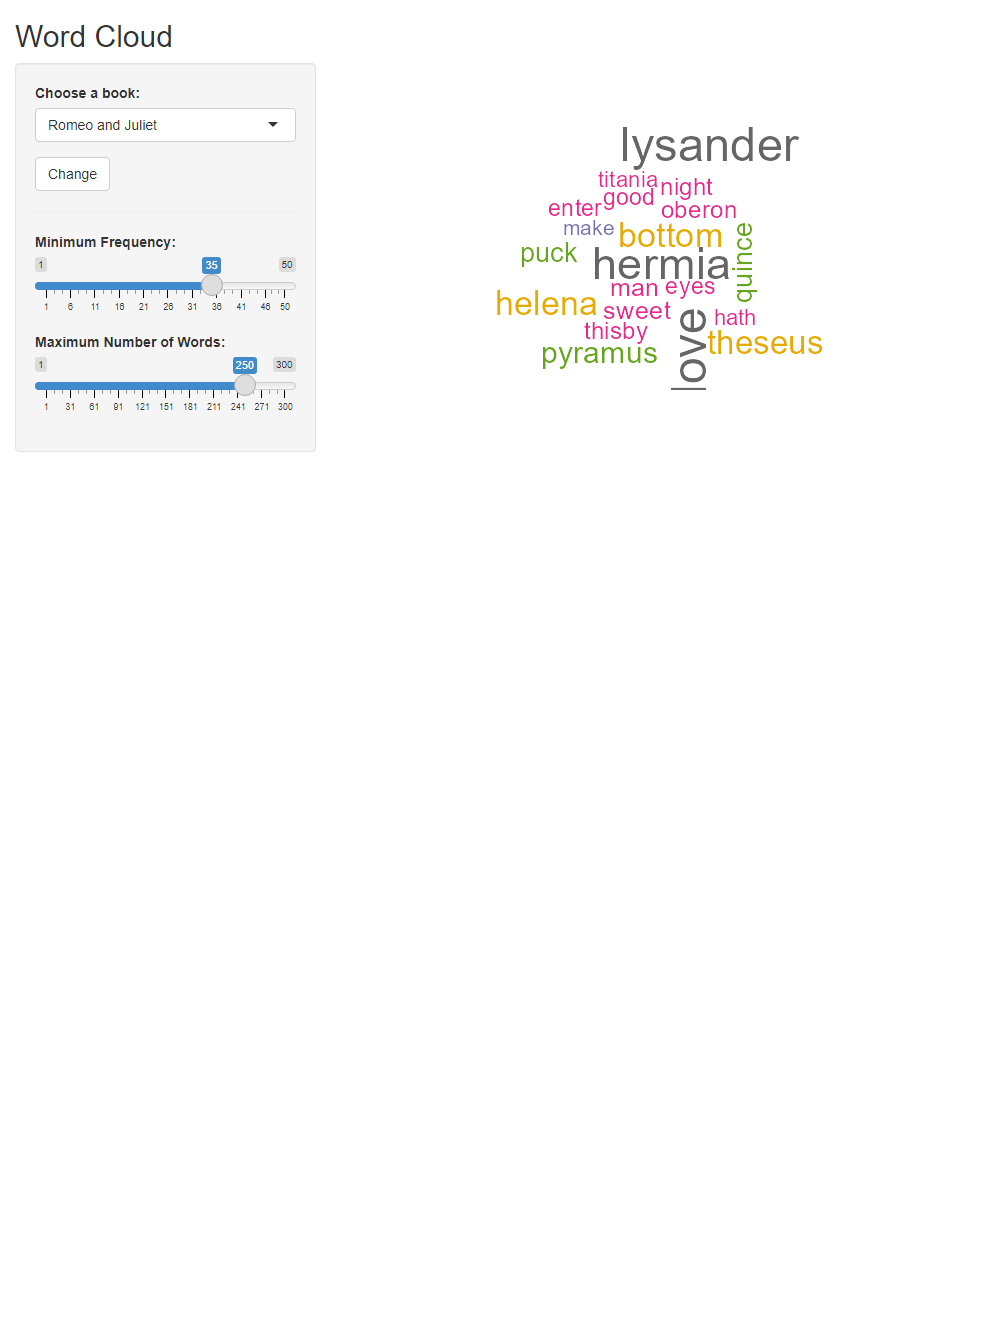 Word Cloud
Choose a book:
Romeo and Juliet
Change
Minimum Frequency:
1 35 50
1 6 11 16 21 26 31 36 41 46 50
Maximum Number of Words:
1 250 300
1 31 61 91 121 151 181 211 241 271 300
lysander
titania
night
good
enter
oberon
make
bottom
quince
puck
hermia
man eyes
helena
sweet
hath
thisby
love
theseus
pyramus